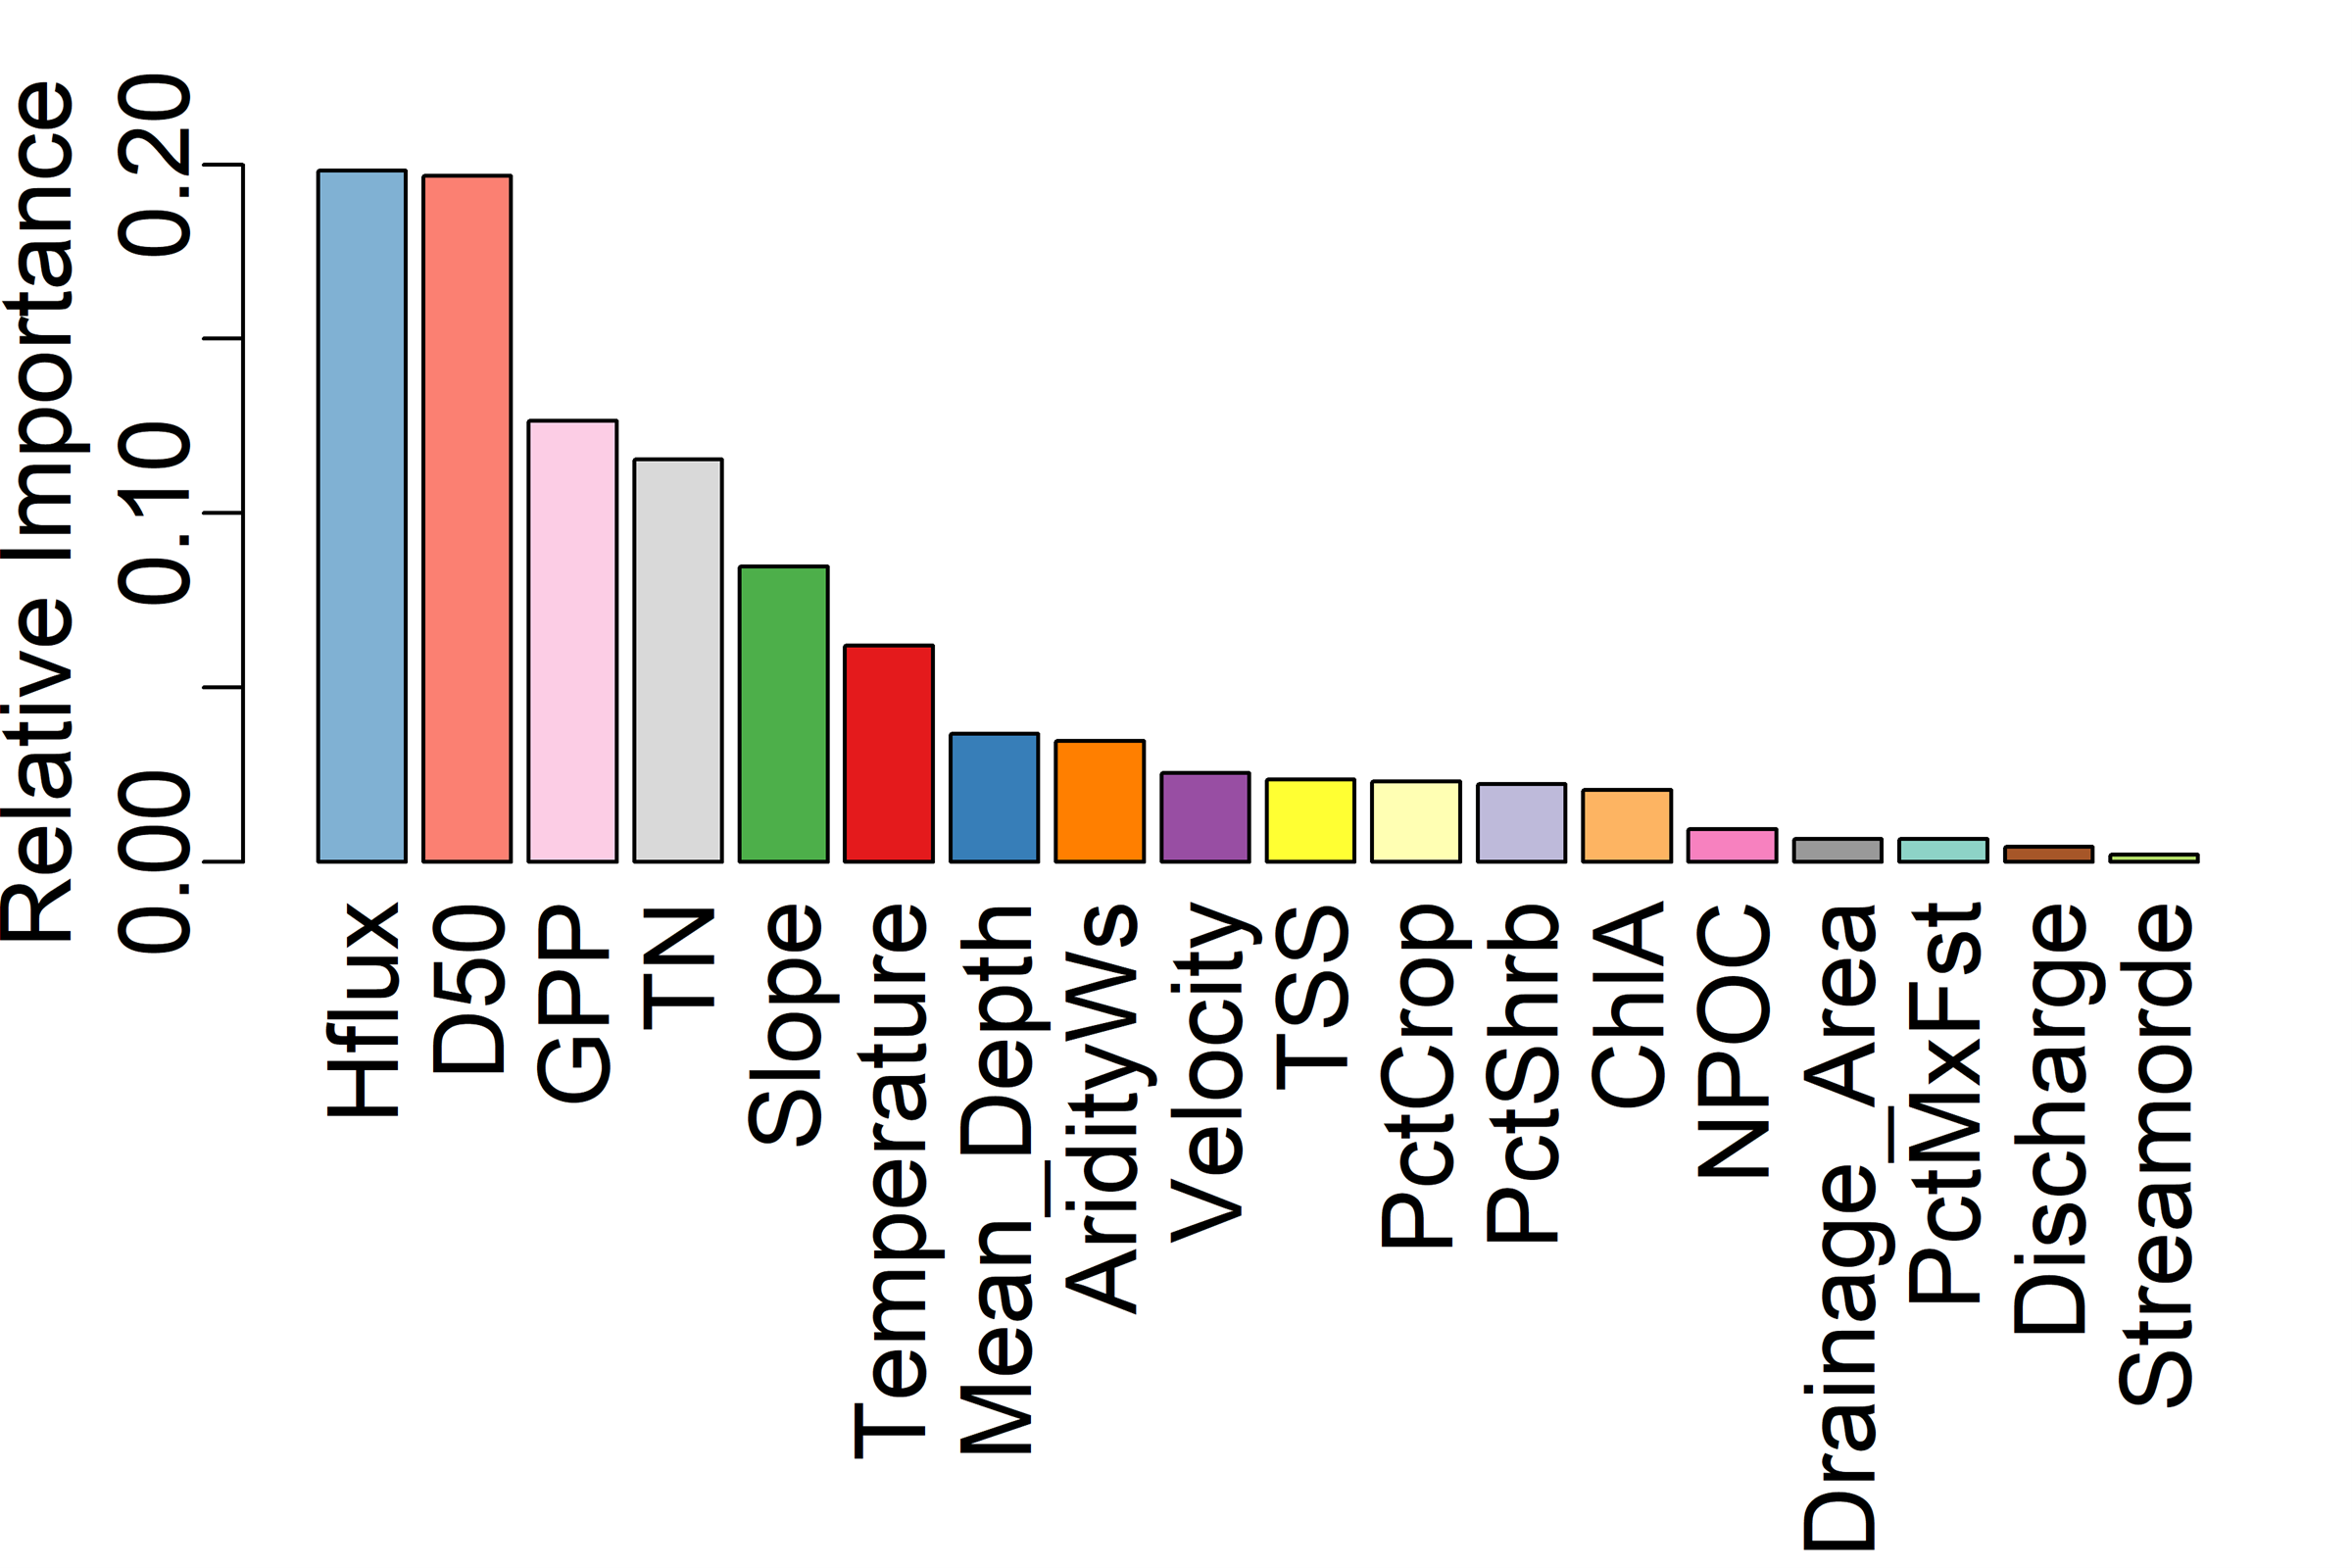 Relative Importance
0.20
0.10
0.00
Hflux
D50
GPP
TN
Slope
Temperature
Mean_Depth
AridityWs
Velocity
TSS
PctCrop
PctShrb
ChlA
NPOC
Drainage_Area
PctMxFst
Discharge
Streamorde